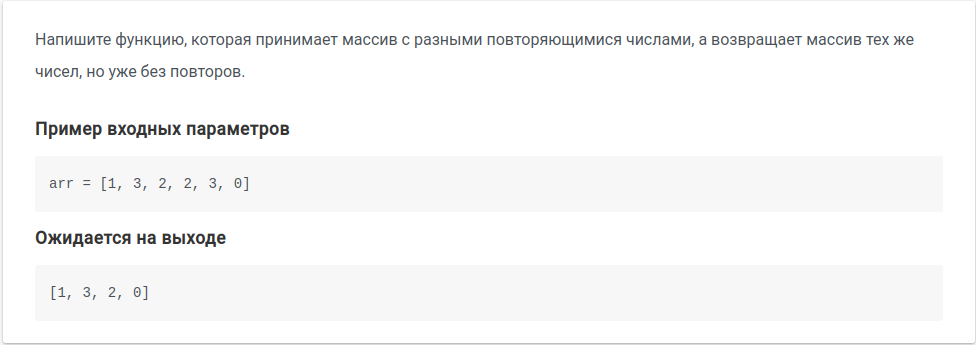 Напишите функцию, которая принимает массив с разными повторяющимися числами, а возвращает массив тех же
чисел, но уже без повторов.
Пример входных параметров
arr = [1, 3, 2, 2, 3, 0]
Ожидается на выходе
[1, 3, 2, 0]